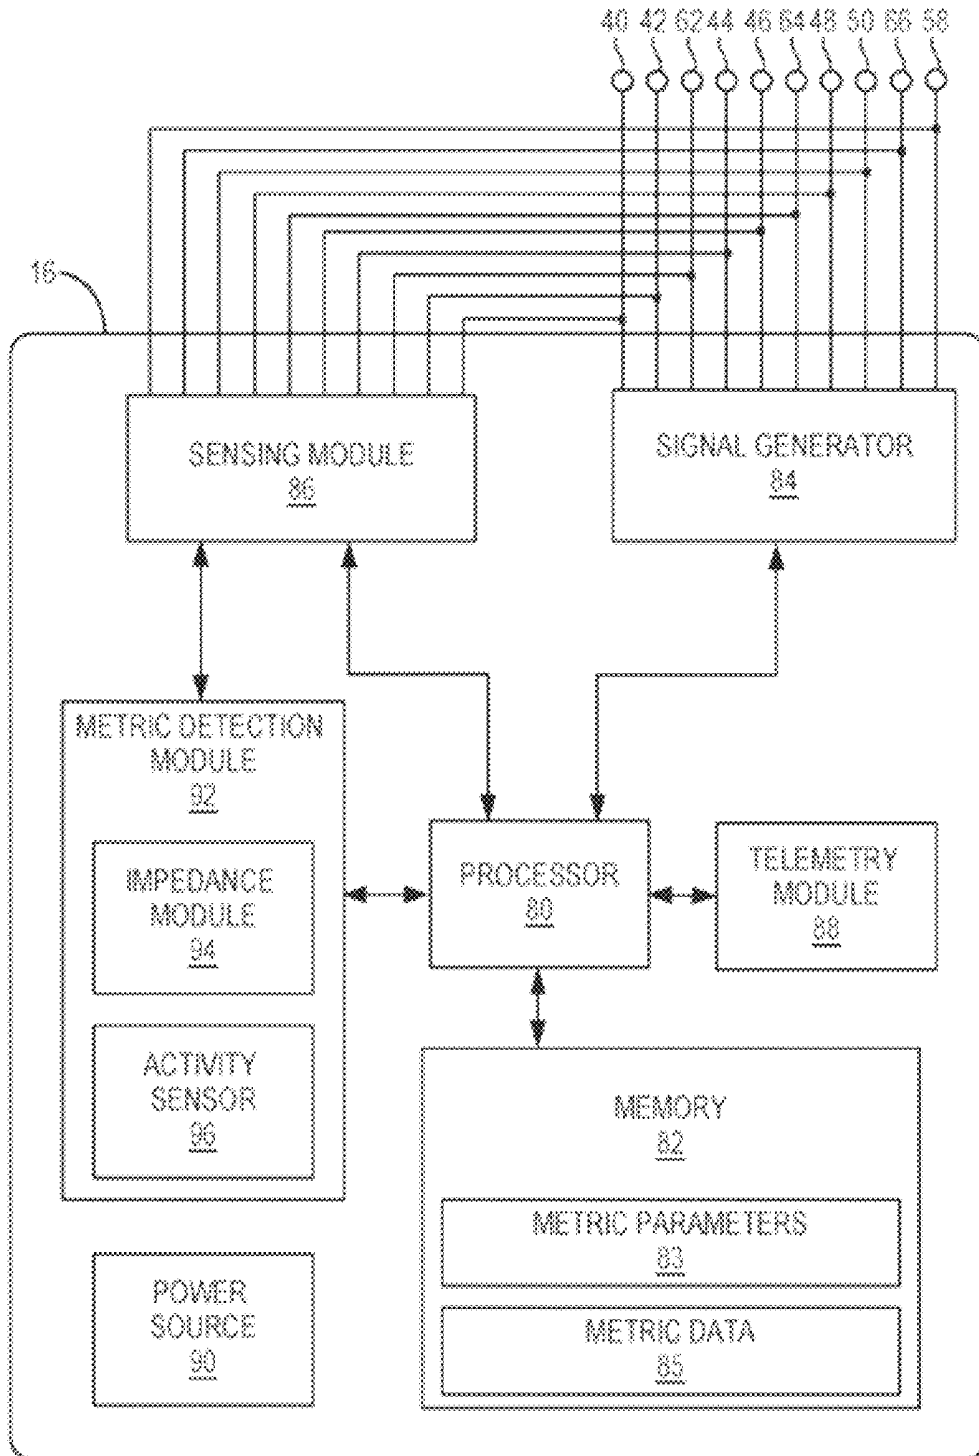 40 42 62 44 46 64 48 50 66 58
16
SENSING MODULE
86
SIGNAL GENERATOR
84
METRIC DETECTION
MODULE
92
IMPEDANCE
MODULE
94
ACTIVITY
SENSOR
96
PROCESSOR
80
TELEMETRY
MODULE
88
MEMORY
82
METRIC PARAMETERS
83
METRIC DATA
85
POWER
SOURCE
90